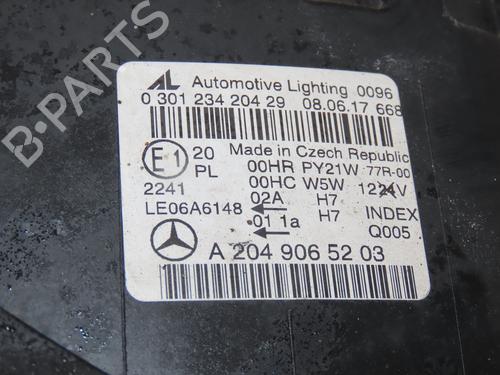 AL Automotive Lighting 0096
0 301 234 204 29 08.06.17 668
E1 20 Made in Czech Republic
PL 00HR PY21W 77R-00
2241 00HC W5W 12
LE06A6148 02A H7 INDEX
01 1a H7 Q005
A 204 906 52 03
B-PARTS